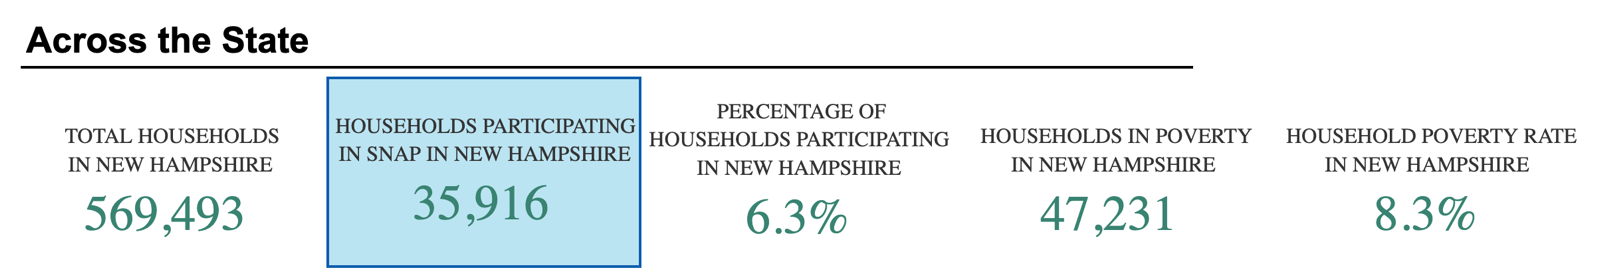 Across the State
TOTAL HOUSEHOLDS
IN NEW HAMPSHIRE
569,493
HOUSEHOLDS PARTICIPATING
IN SNAP IN NEW HAMPSHIRE
35,916
PERCENTAGE OF
HOUSEHOLDS PARTICIPATING
IN NEW HAMPSHIRE
6.3%
HOUSEHOLDS IN POVERTY
IN NEW HAMPSHIRE
47,231
HOUSEHOLD POVERTY RATE
IN NEW HAMPSHIRE
8.3%